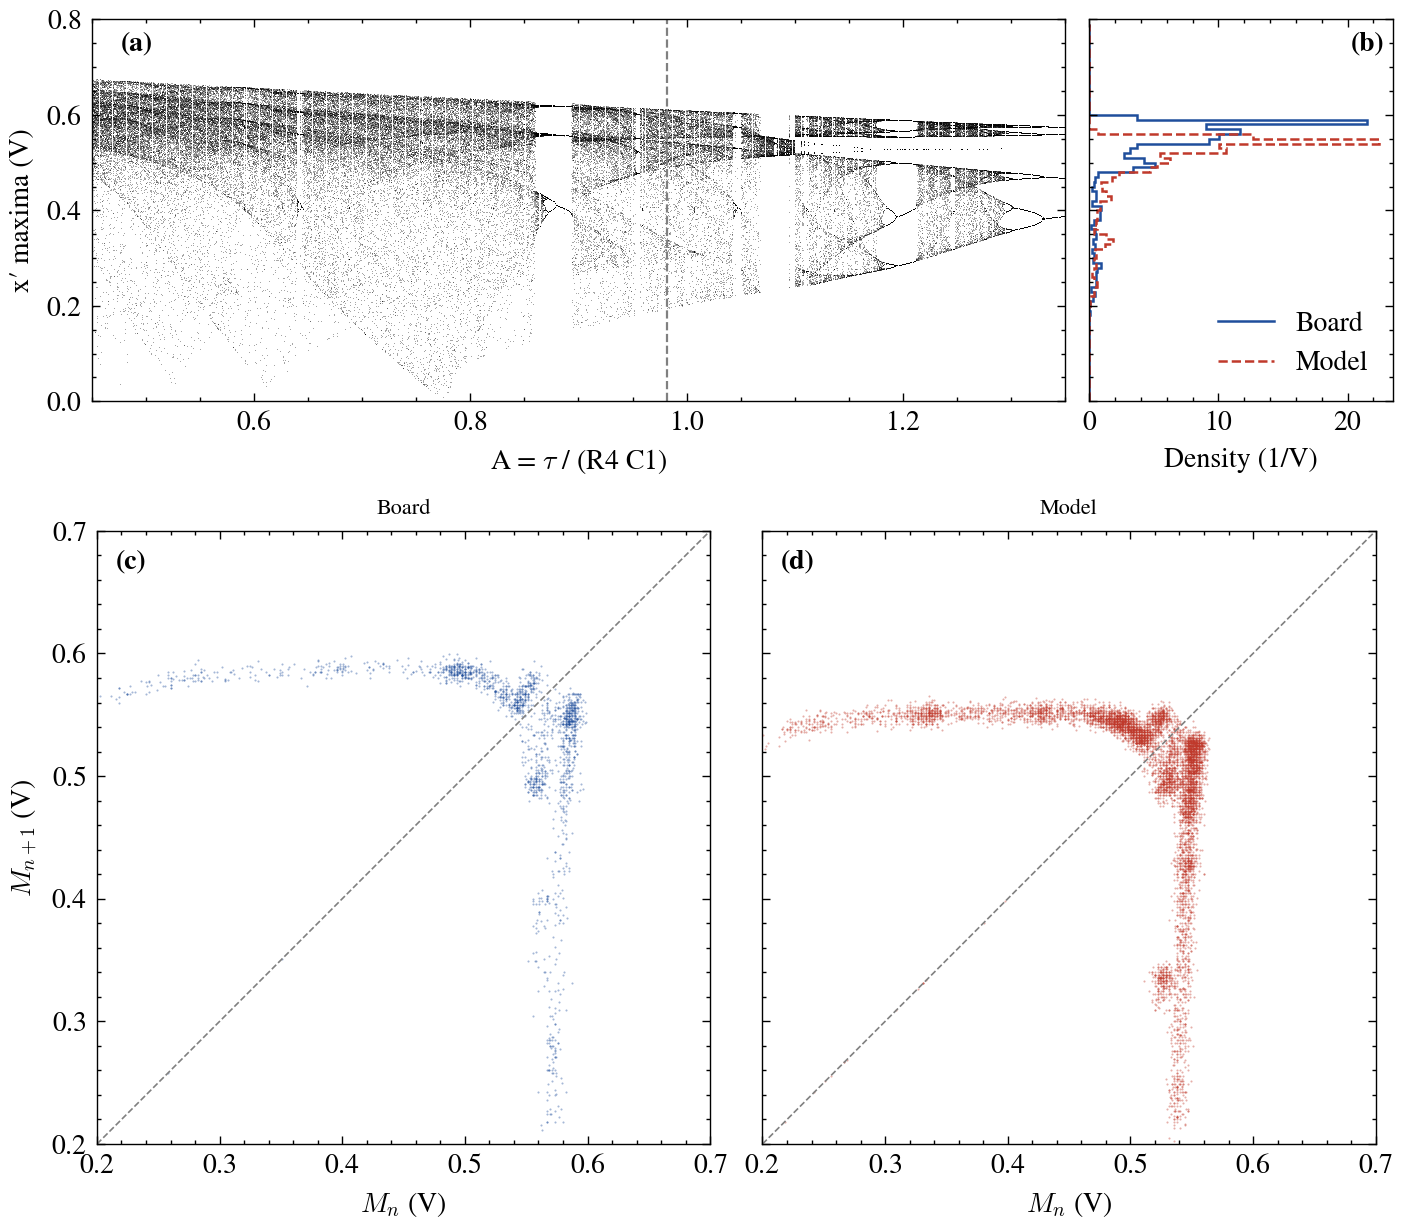 (a)
0.8
0.6
0.4
0.2
0.0
x′ maxima (V)
0.6 0.8 1.0 1.2
A = τ / (R4 C1)
(b)
Board
Model
0 10 20
Density (1/V)
Board
(c)
0.7
0.6
0.5
0.4
0.3
0.2
M_{n+1} (V)
0.2 0.3 0.4 0.5 0.6 0.7
M_n (V)
Model
(d)
0.2 0.3 0.4 0.5 0.6 0.7
M_n (V)